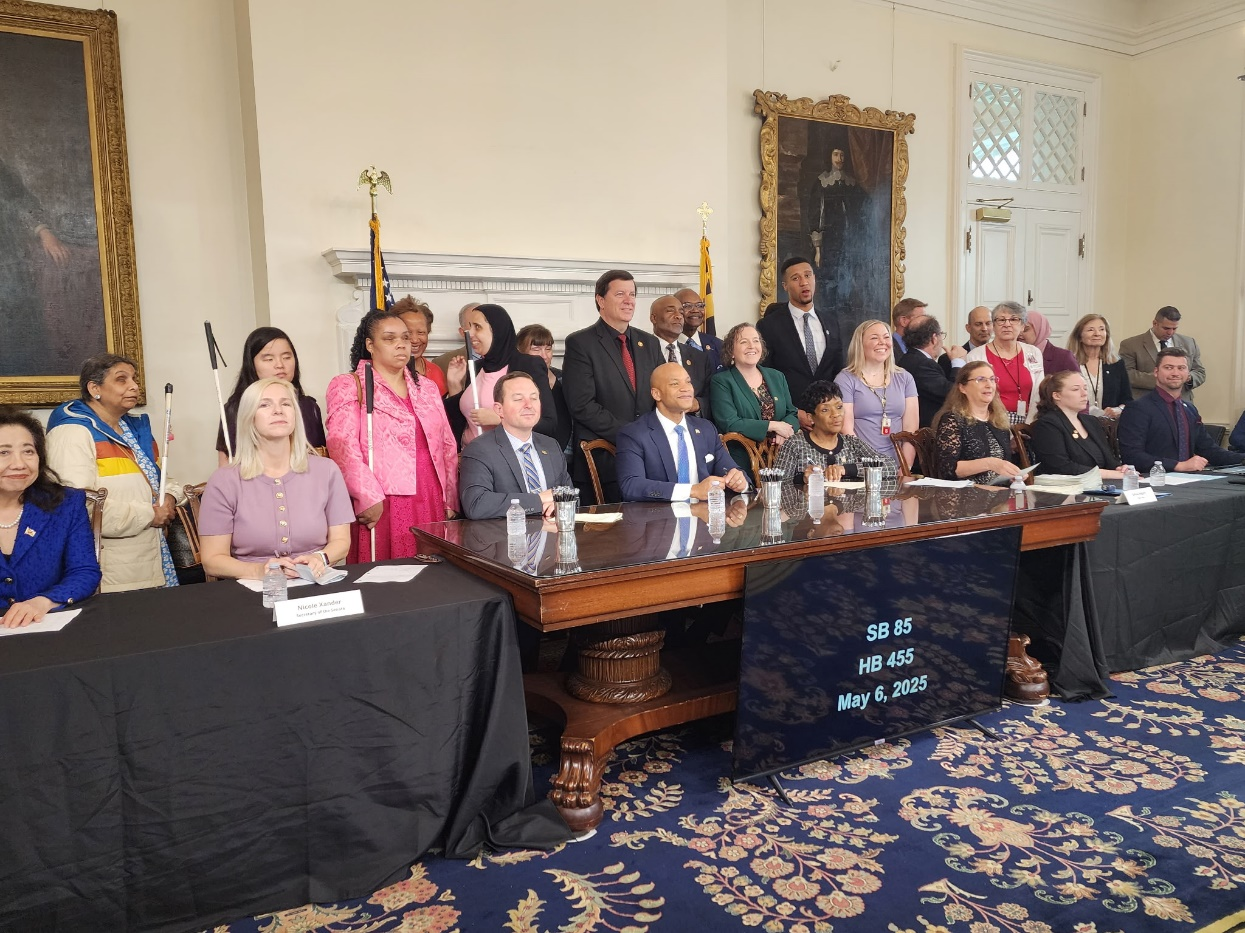 Nicole Xander
Secretary of the Senate
SB 85
HB 455
May 6, 2025